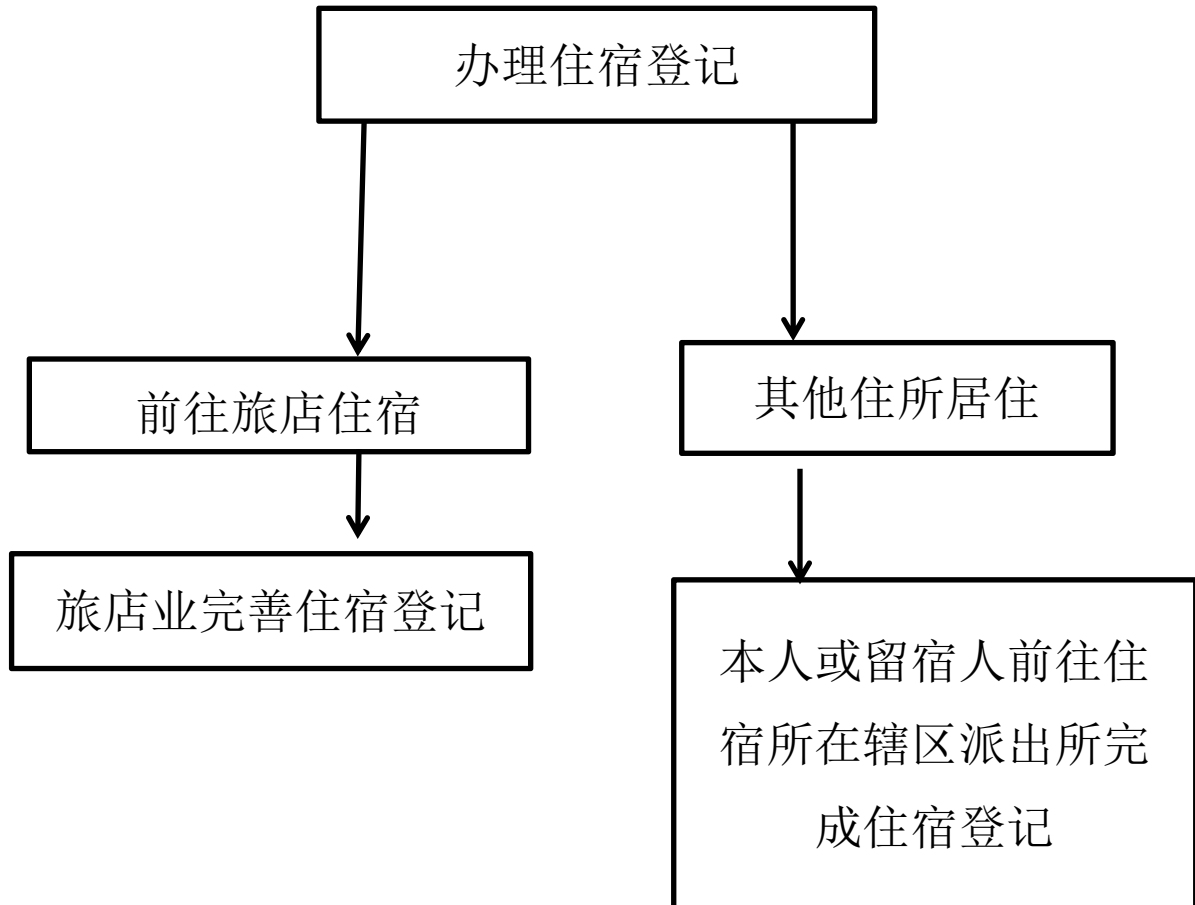 办理住宿登记
前往旅店住宿
其他住所居住
旅店业完善住宿登记
本人或留宿人前往住
宿所在辖区派出所完
成住宿登记